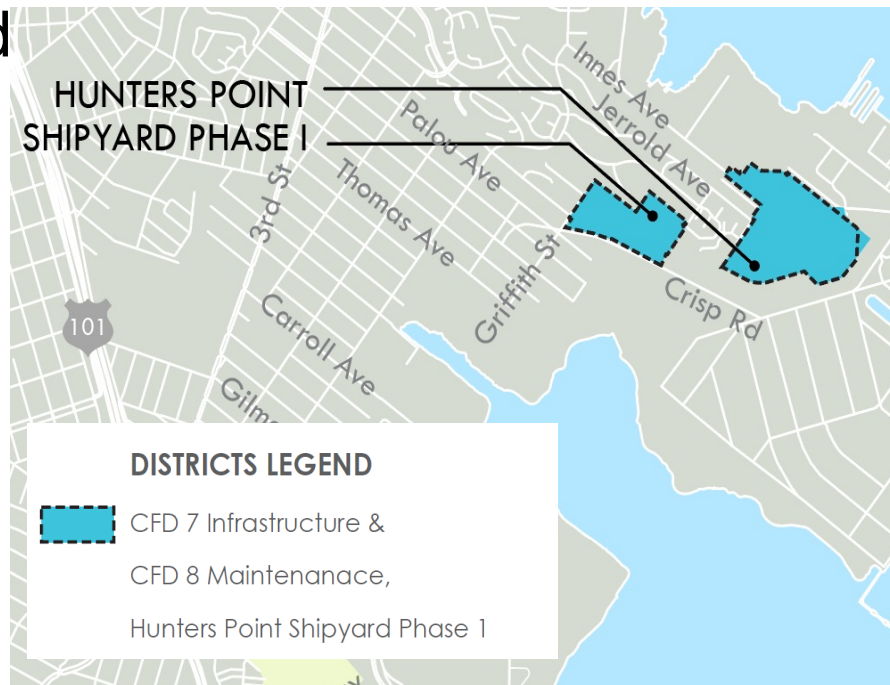 d
HUNTERS POINT
SHIPYARD PHASE I
Innes Ave
Jerrold Ave
Palou Ave
Thomas Ave
3rd St
Griffith St
Crisp Rd
101
Carroll Ave
Gilm
DISTRICTS LEGEND
CFD 7 Infrastructure &
CFD 8 Maintenanace,
Hunters Point Shipyard Phase 1